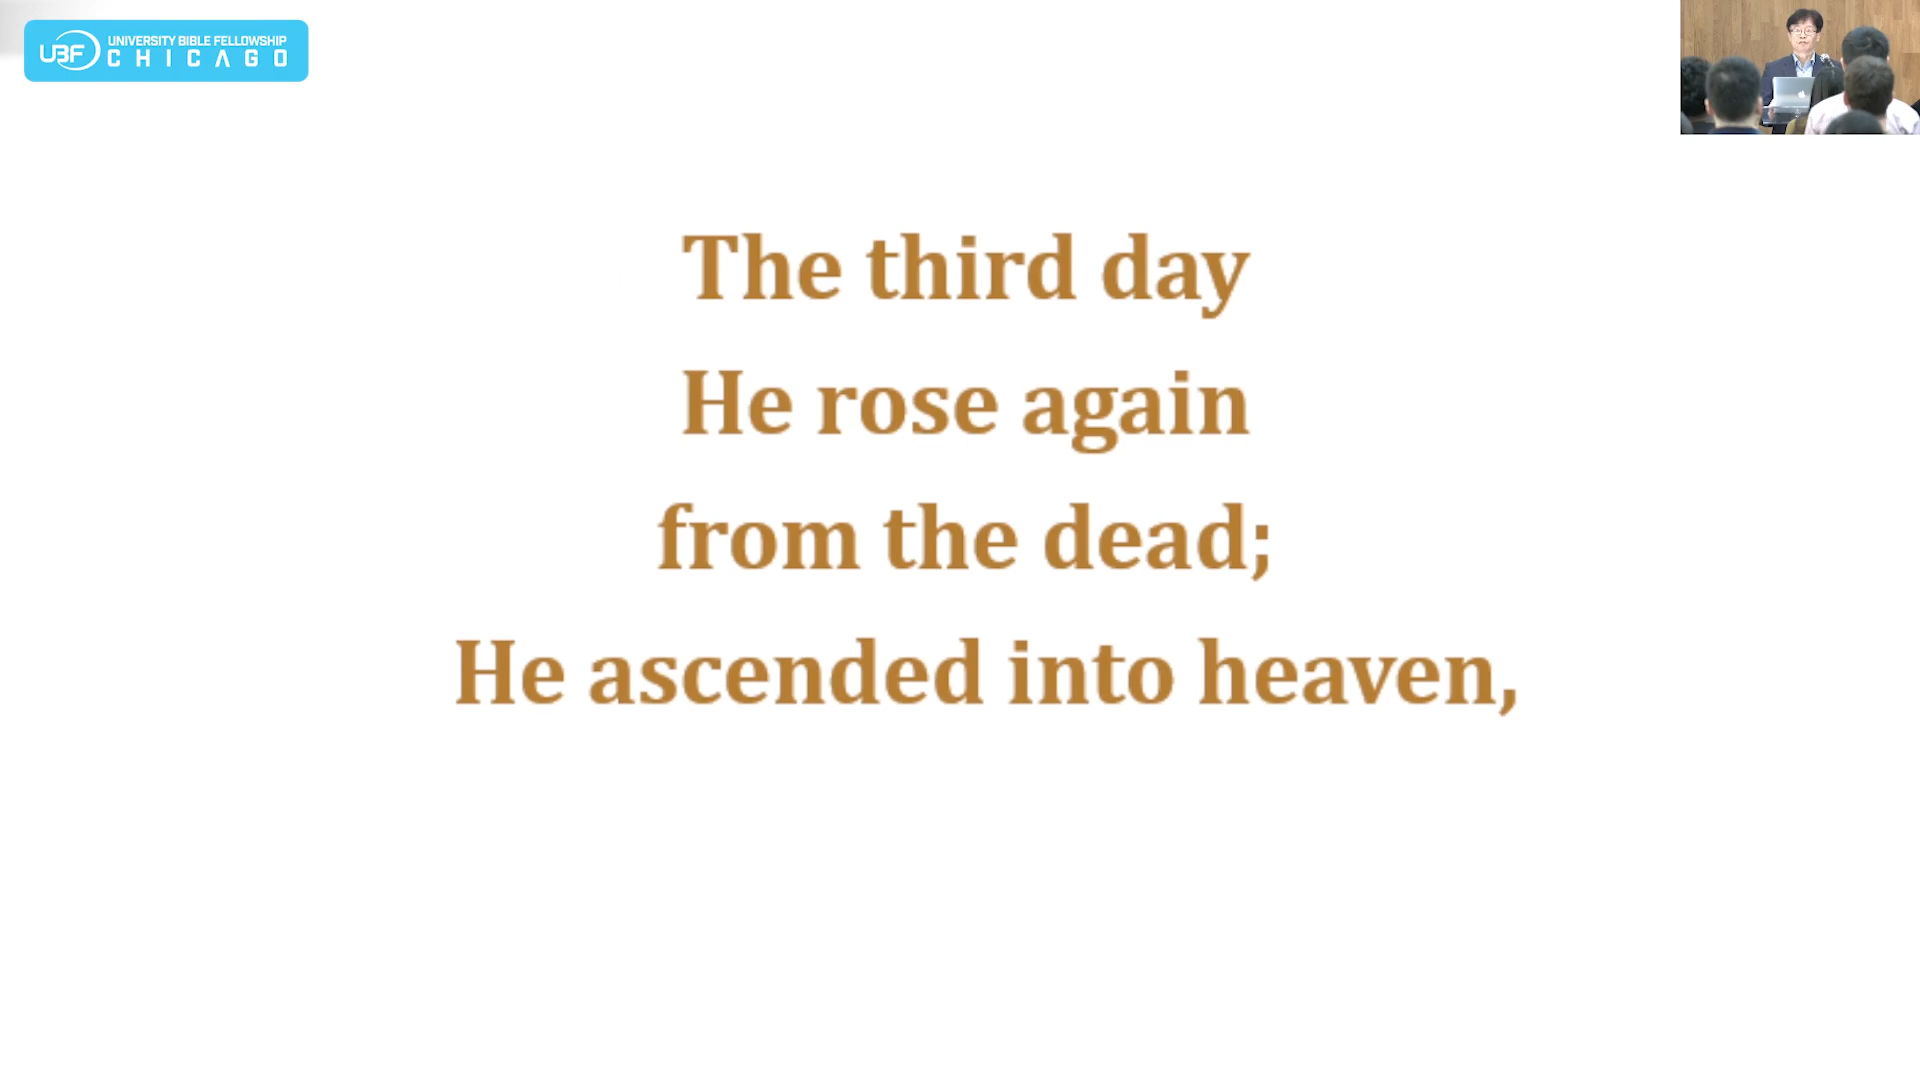 UBF UNIVERSITY BIBLE FELLOWSHIP
CHICAGO
The third day
He rose again
from the dead;
He ascended into heaven,